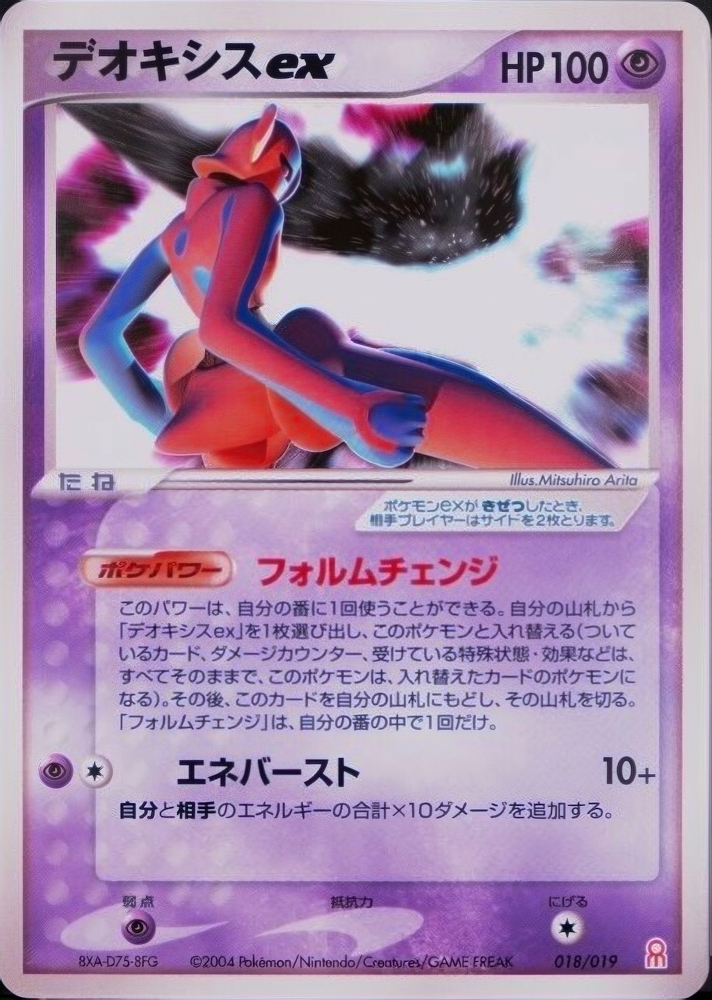 デオキシスex HP100
たね
Illus.Mitsuhiro Arita
ポケモンexが きぜつしたとき、
相手プレイヤーはサイドを2枚とります。
ポケパワー フォルムチェンジ
このパワーは、自分の番に1回使うことができる。自分の山札から
「デオキシスex」を1枚選び出し、このポケモンと入れ替える(ついて
いるカード、ダメージカウンター、受けている特殊状態・効果などは、
すべてそのままで、このポケモンは、入れ替えたカードのポケモンに
なる)。その後、このカードを自分の山札にもどし、その山札を切る。
「フォルムチェンジ」は、自分の番の中で1回だけ。
エネバースト 10+
自分と相手のエネルギーの合計×10ダメージを追加する。
弱点 抵抗力 にげる
8XA-D75-8FG ©2004 Pokémon/Nintendo/Creatures/GAME FREAK 018/019